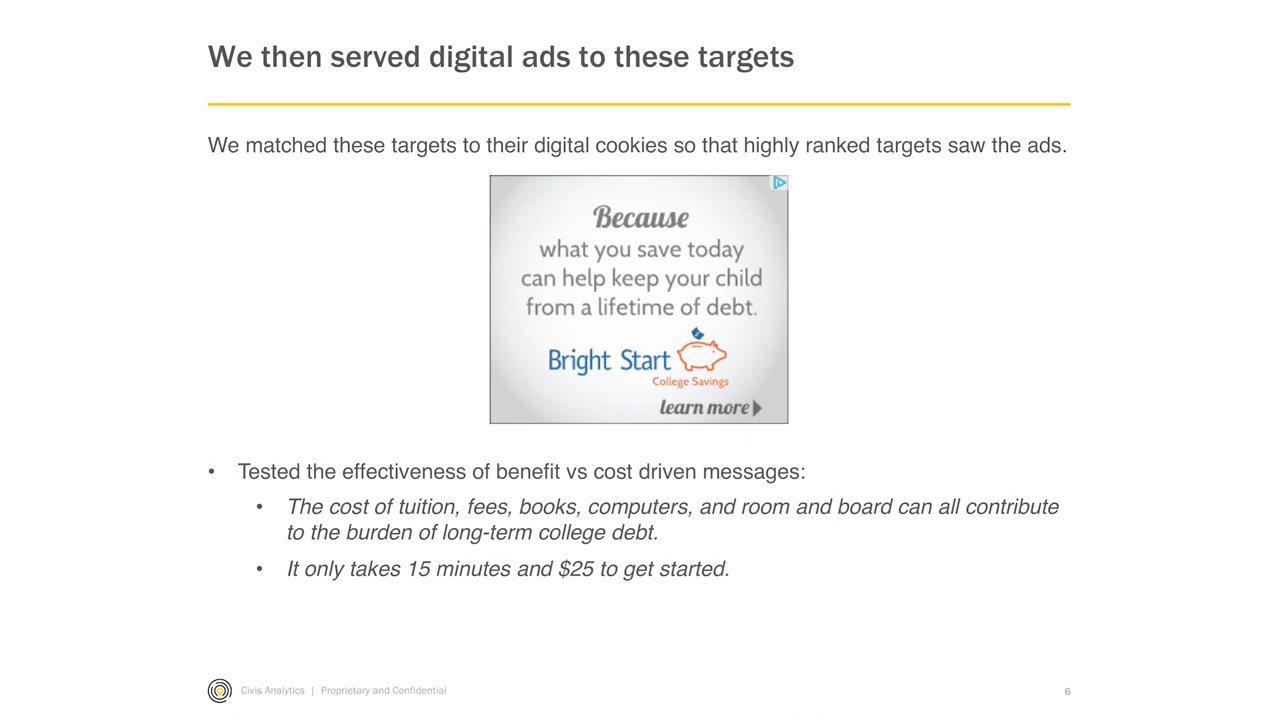 We then served digital ads to these targets
We matched these targets to their digital cookies so that highly ranked targets saw the ads.
Because
what you save today
can help keep your child
from a lifetime of debt.
Bright Start
College Savings
learn more
• Tested the effectiveness of benefit vs cost driven messages:
• The cost of tuition, fees, books, computers, and room and board can all contribute
to the burden of long-term college debt.
• It only takes 15 minutes and $25 to get started.
Civis Analytics | Proprietary and Confidential
6